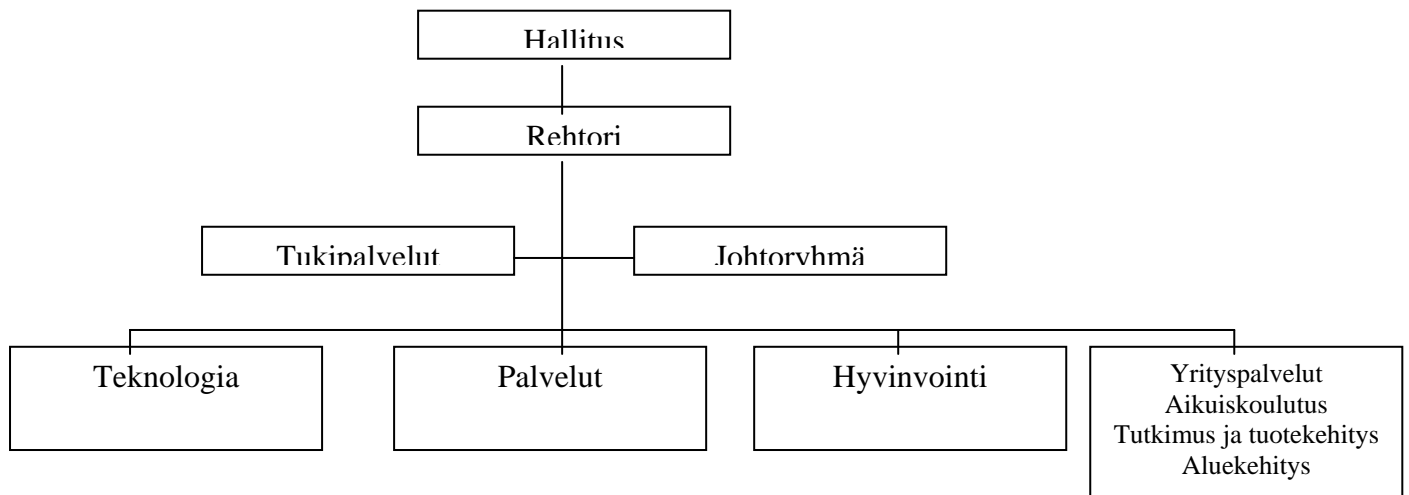 Hallitus
Rehtori
Tukipalvelut
Johtoryhmä
Teknologia
Palvelut
Hyvinvointi
Yrityspalvelut
Aikuiskoulutus
Tutkimus ja tuotekehitys
Aluekehitys